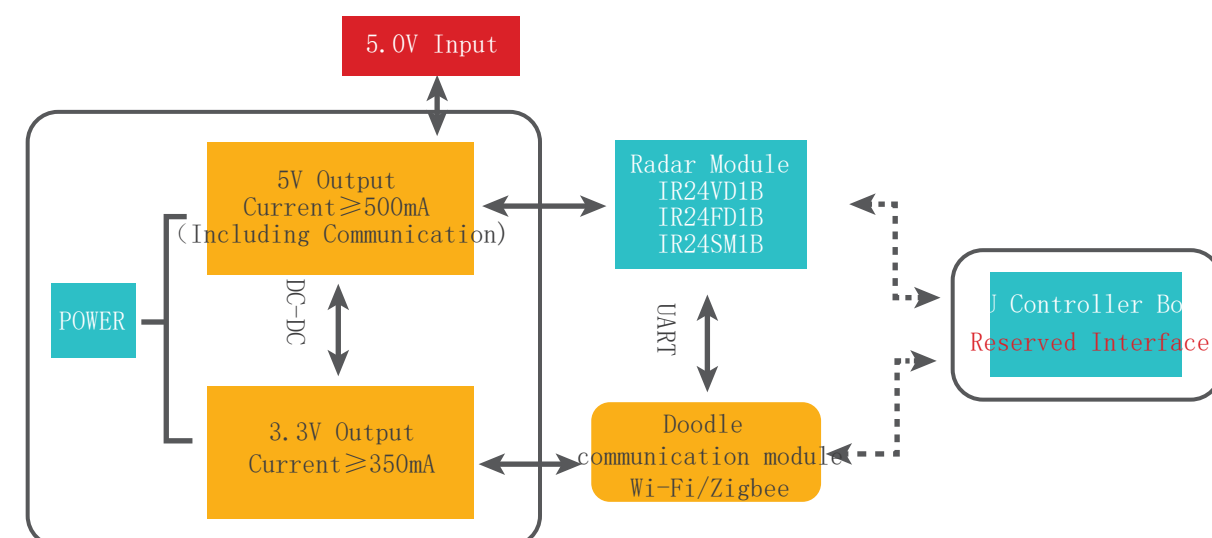 5.0V Input
5V Output
Current≥500mA
(Including Communication)
DC-DC
POWER
3.3V Output
Current≥350mA
Radar Module
IR24VD1B
IR24FD1B
IR24SM1B
UART
Doodle
communication module
Wi-Fi/Zigbee
Controller
Reserved Interface